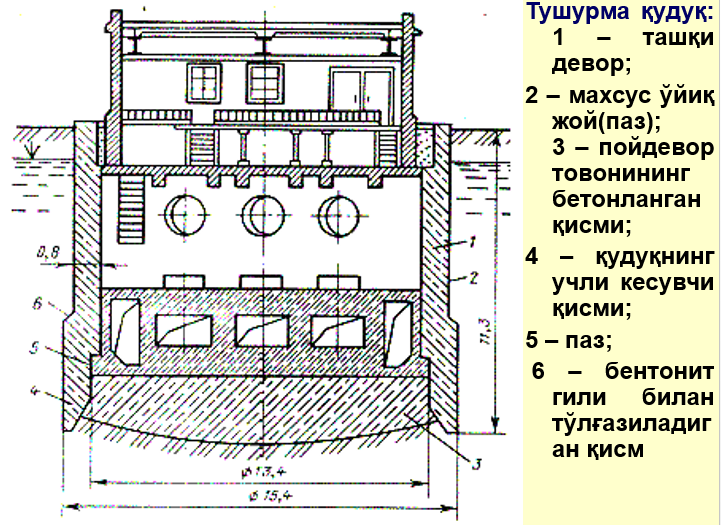 Тушурма қудуқ:
1 – ташқи
девор;
2 – махсус ўйиқ
жой(паз);
3 – пойдевор
товонининг
бетонланган
қисми;
4 – қудуқнинг
учли кесувчи
қисми;
5 – паз;
6 – бентонит
гили билан
тўлғазиладиг
ан қисм
0,8
1
2
6
5
4
3
11,3
ϕ 13,4
ϕ 15,4